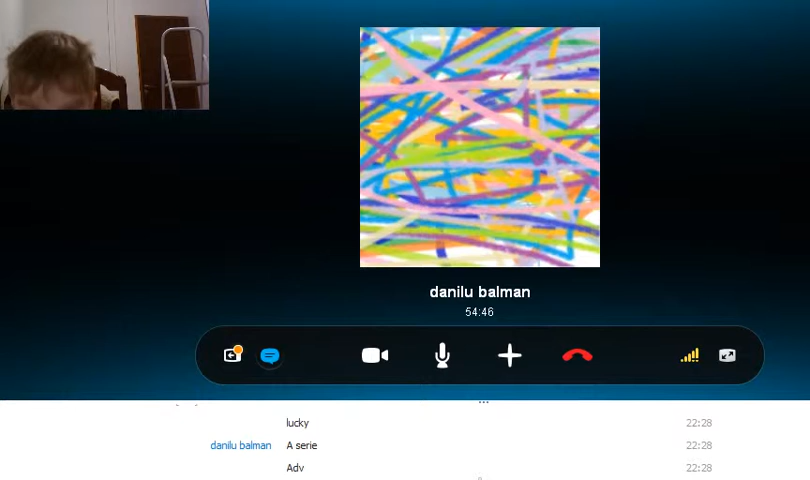 danilu balman
54:46
lucky 22:28
danilu balman A serie 22:28
Adv 22:28